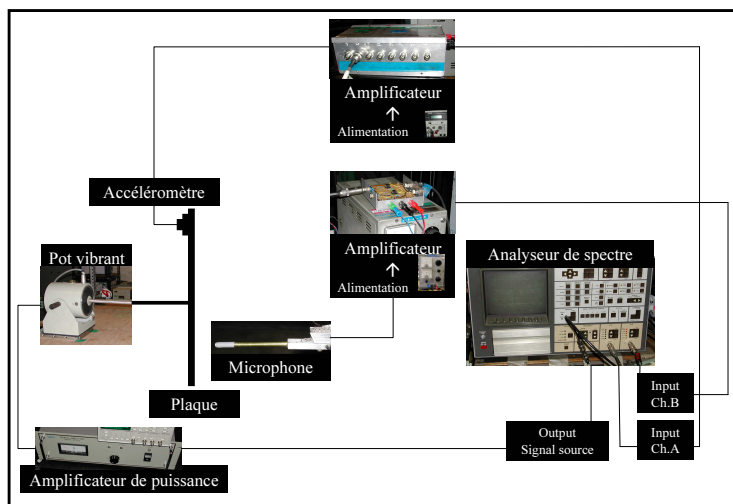 Amplificateur
Alimentation
Accéléromètre
Amplificateur
Alimentation
Pot vibrant
Analyseur de spectre
Microphone
Plaque
Input
Ch.B
Output
Signal source
Input
Ch.A
Amplificateur de puissance